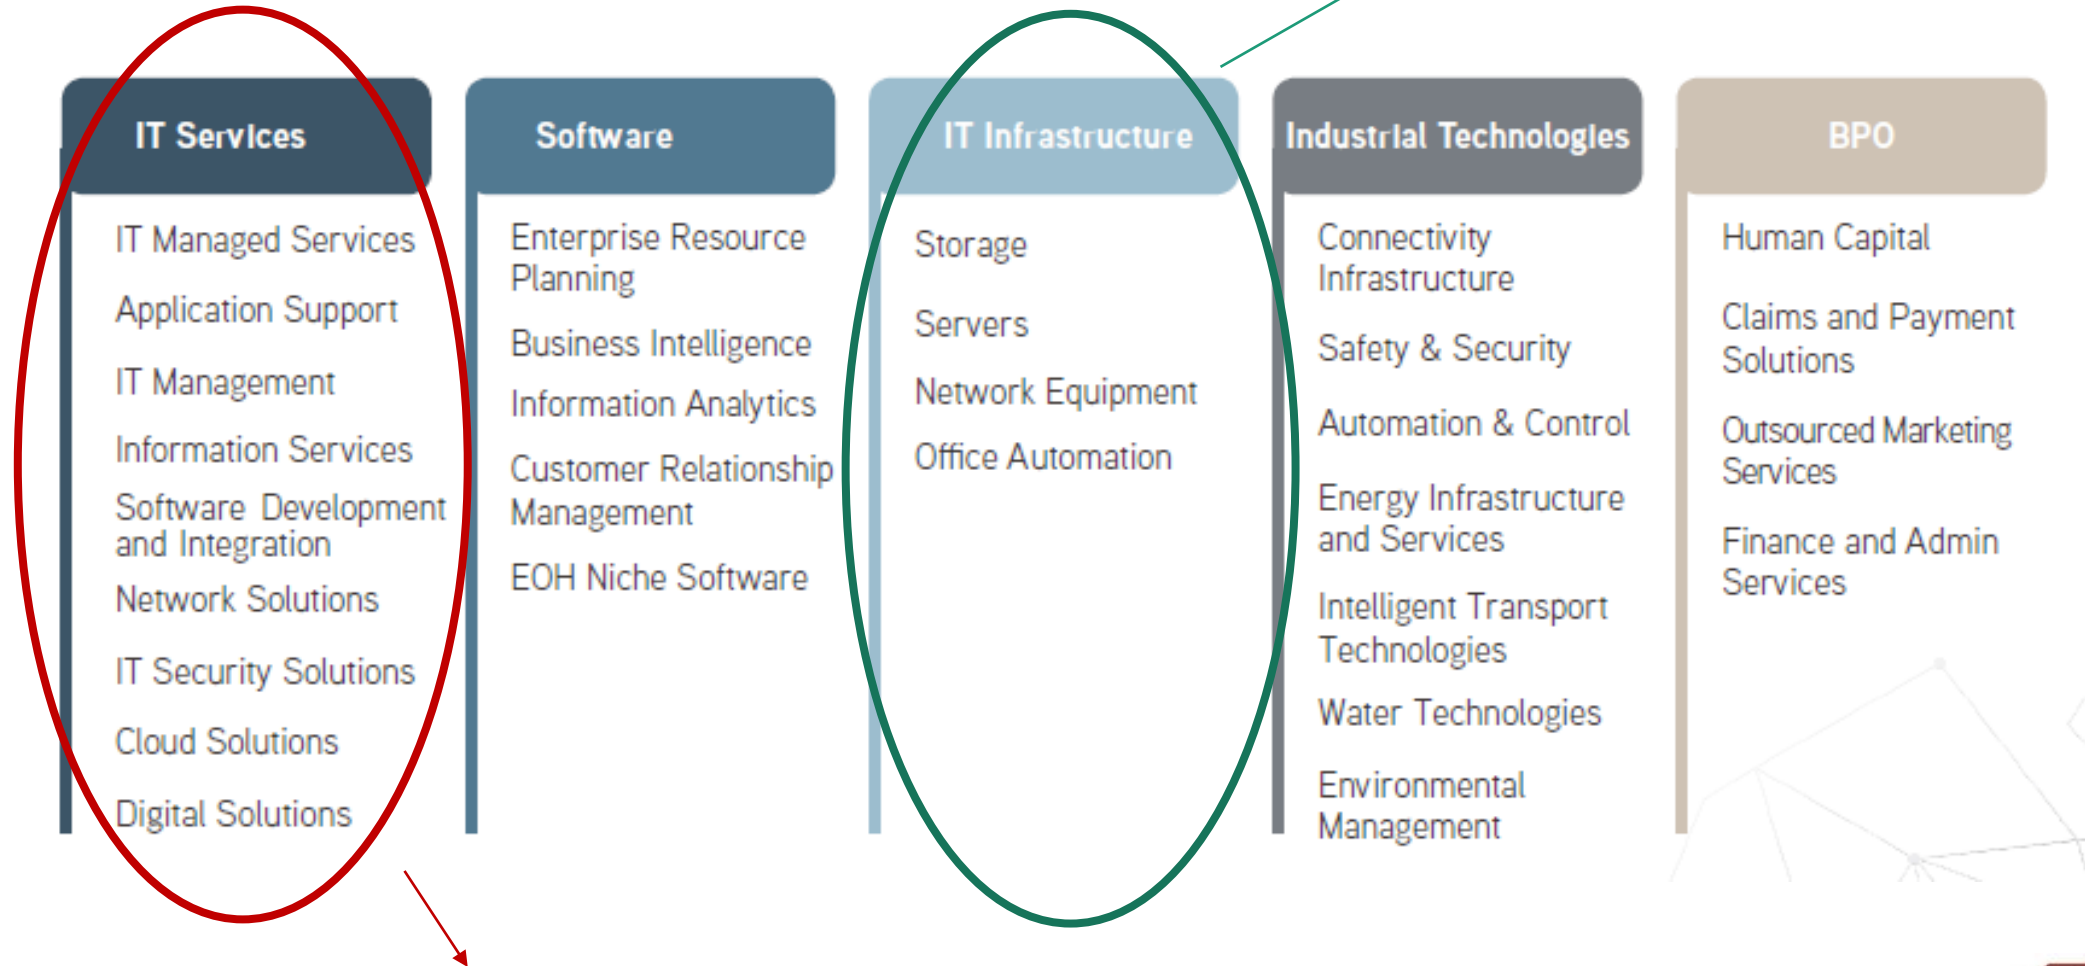 IT Services
IT Managed Services
Application Support
IT Management
Information Services
Software Development
and Integration
Network Solutions
IT Security Solutions
Cloud Solutions
Digital Solutions
Software
Enterprise Resource
Planning
Business Intelligence
Information Analytics
Customer Relationship
Management
EOH Niche Software
IT Infrastructure
Storage
Servers
Network Equipment
Office Automation
Industrial Technologies
Connectivity
Infrastructure
Safety & Security
Automation & Control
Energy Infrastructure
and Services
Intelligent Transport
Technologies
Water Technologies
Environmental
Management
BPO
Human Capital
Claims and Payment
Solutions
Outsourced Marketing
Services
Finance and Admin
Services